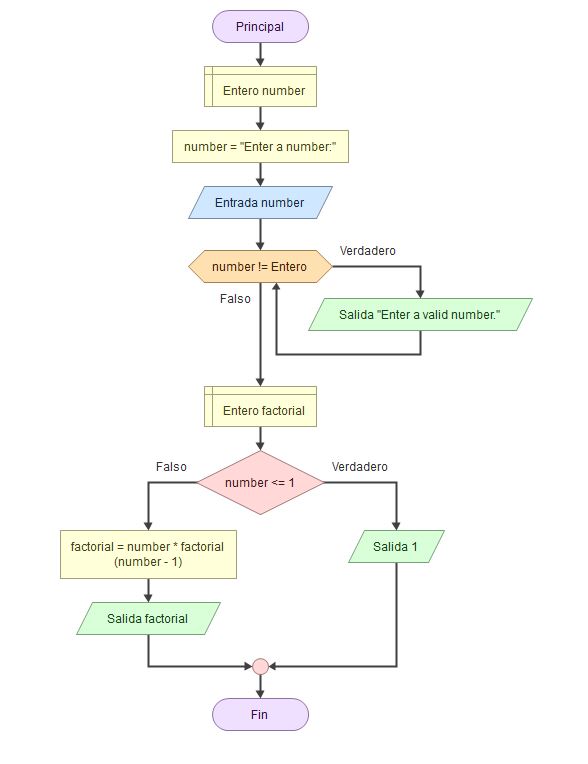 Principal
Entero number
number = "Enter a number:"
Entrada number
number != Entero
Verdadero
Falso
Salida "Enter a valid number."
Entero factorial
Falso
Verdadero
number <= 1
factorial = number * factorial
(number - 1)
Salida 1
Salida factorial
Fin